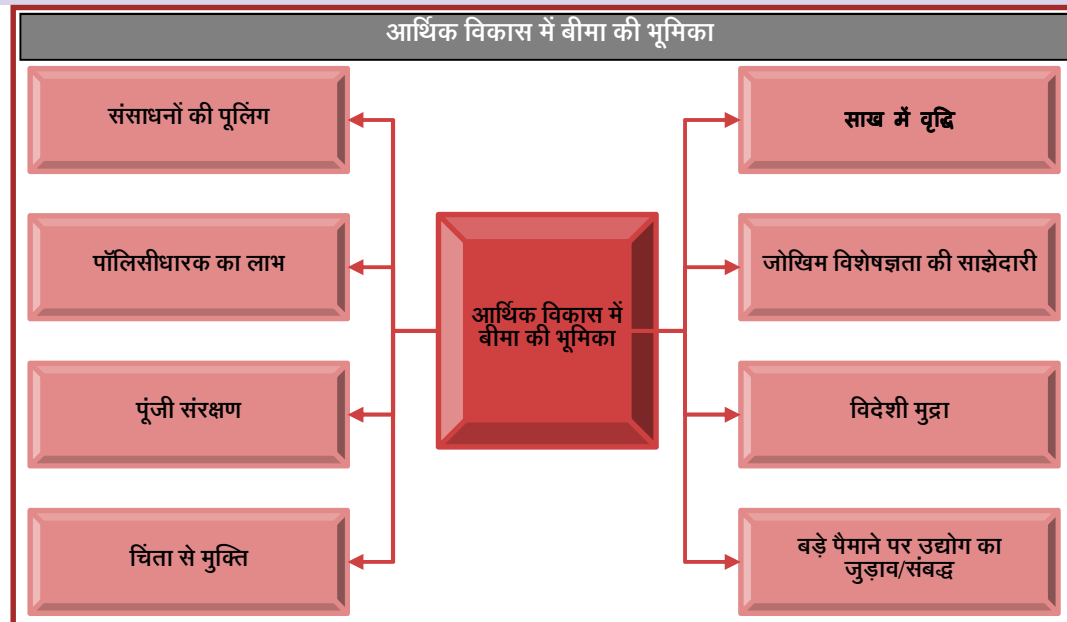 आर्थिक विकास में बीमा की भूमिका
संसाधनों की पूलिंग
पॉलिसीधारक का लाभ
पूंजी संरक्षण
चिंता से मुक्ति
आर्थिक विकास में
बीमा की भूमिका
साख में वृद्धि
जोखिम विशेषज्ञता की साझेदारी
विदेशी मुद्रा
बड़े पैमाने पर उद्योग का
जुड़ाव/संबद्ध